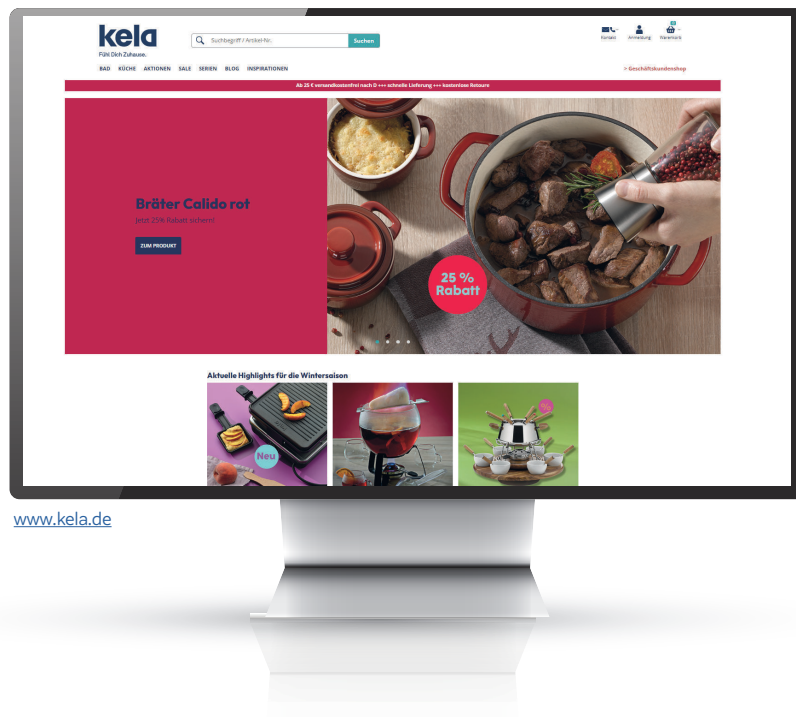 kela
Fühl Dich Zuhause.
Suchbegriff / Artikel-Nr.
Suchen
Kontakt
Anmeldung
Warenkorb
BAD KÜCHE AKTIONEN SALE SERIEN BLOG INSPIRATIONEN
> Geschäftskundenshop
Ab 25 € versandkostenfrei nach D +++ schnelle Lieferung +++ kostenlose Retoure
Bräter Calido rot
Jetzt 25% Rabatt sichern!
ZUM PRODUKT
25 %
Rabatt
Aktuelle Highlights für die Wintersaison
Neu
www.kela.de